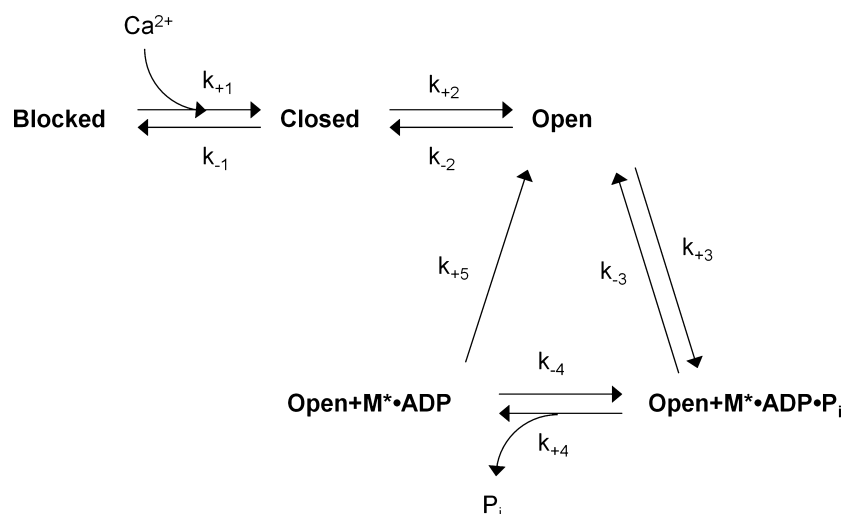 Ca²⁺
k₊₁
k₊₂
Blocked
Closed
Open
k₋₁
k₋₂
k₊₃
k₊₅
k₋₃
k₋₄
Open+M*•ADP
Open+M*•ADP•Pᵢ
k₊₄
Pᵢ